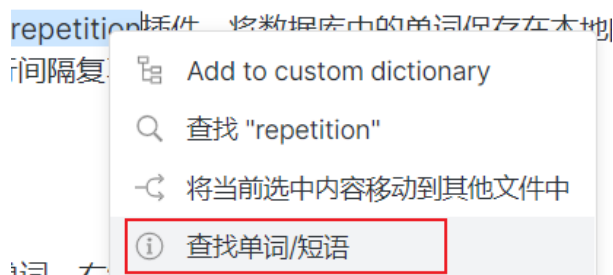 repetition插件，将数据库中的单词保存在本地
间隔复
Add to custom dictionary
查找 "repetition"
将当前选中内容移动到其他文件中
查找单词/短语
单词，右